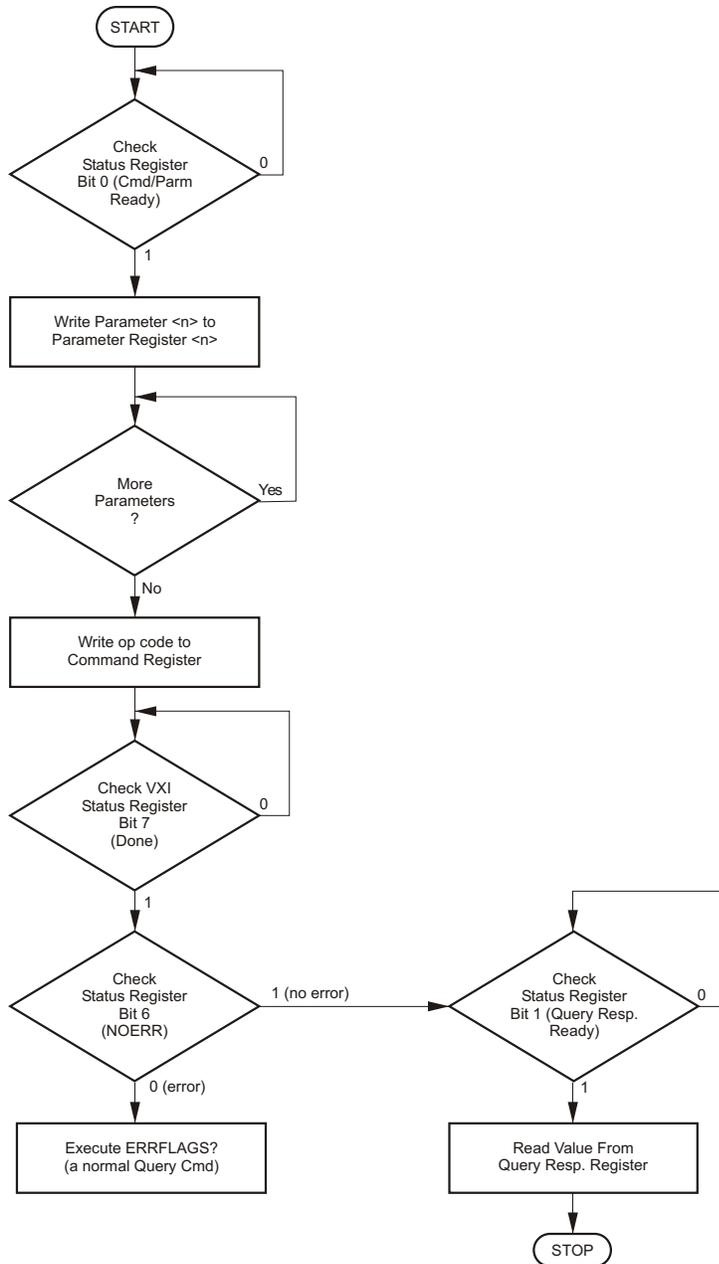 START
Check
Status Register
Bit 0 (Cmd/Parm
Ready)
0
1
Write Parameter <n> to
Parameter Register <n>
More
Parameters
?
Yes
No
Write op code to
Command Register
Check VXI
Status Register
Bit 7
(Done)
0
1
Check
Status Register
Bit 6
(NOERR)
1 (no error)
0 (error)
Execute ERRFLAGS?
(a normal Query Cmd)
Check
Status Register
Bit 1 (Query Resp.
Ready)
0
1
Read Value From
Query Resp. Register
STOP